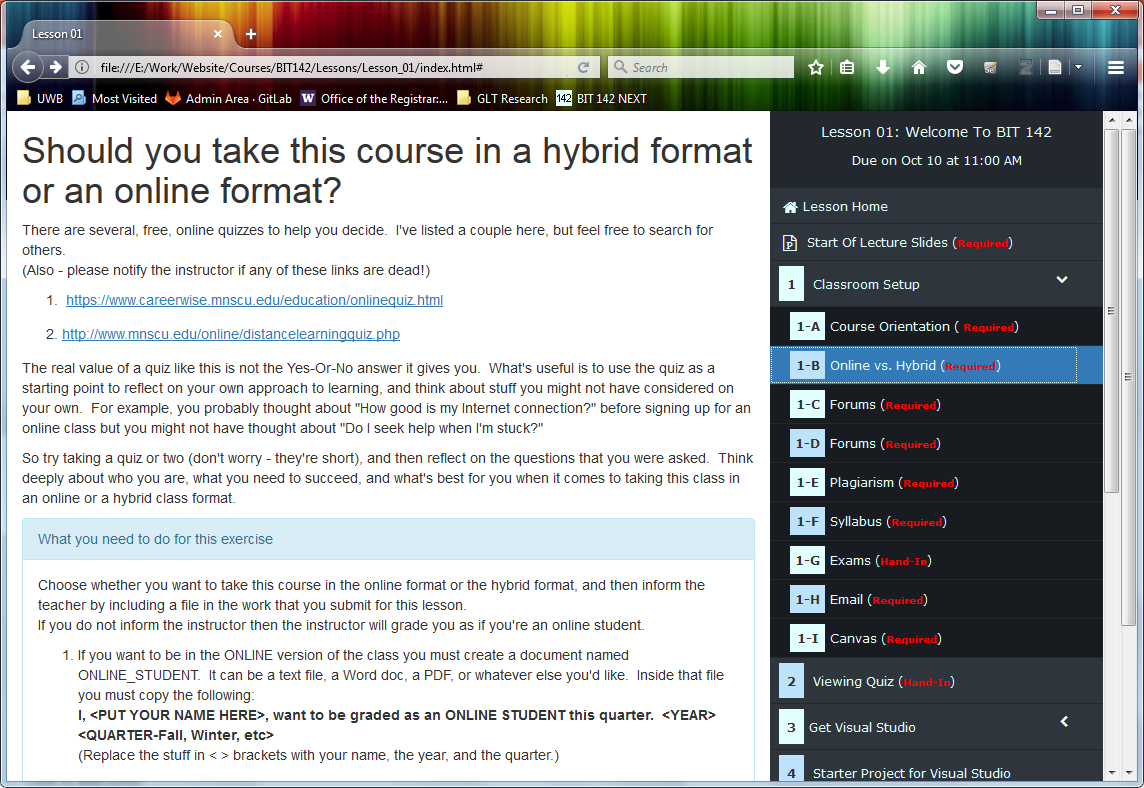 Lesson 01
file:///E:/Work/Website/Courses/BIT142/Lessons/Lesson_01/index.html#
Search
UWB
Most Visited
Admin Area · GitLab
W Office of the Registrar:...
GLT Research
142 BIT 142 NEXT
Should you take this course in a hybrid format
or an online format?
There are several, free, online quizzes to help you decide.  I've listed a couple here, but feel free to search for
others.
(Also - please notify the instructor if any of these links are dead!)
1. https://www.careerwise.mnscu.edu/education/onlinequiz.html
2. http://www.mnscu.edu/online/distancelearningquiz.php
The real value of a quiz like this is not the Yes-Or-No answer it gives you.  What's useful is to use the quiz as a
starting point to reflect on your own approach to learning, and think about stuff you might not have considered on
your own.  For example, you probably thought about "How good is my Internet connection?" before signing up for an
online class but you might not have thought about "Do I seek help when I'm stuck?"
So try taking a quiz or two (don't worry - they're short), and then reflect on the questions that you were asked.  Think
deeply about who you are, what you need to succeed, and what's best for you when it comes to taking this class in
an online or a hybrid class format.
What you need to do for this exercise
Choose whether you want to take this course in the online format or the hybrid format, and then inform the
teacher by including a file in the work that you submit for this lesson.
If you do not inform the instructor then the instructor will grade you as if you're an online student.
1. If you want to be in the ONLINE version of the class you must create a document named
ONLINE_STUDENT.  It can be a text file, a Word doc, a PDF, or whatever else you'd like.  Inside that file
you must copy the following:
I, <PUT YOUR NAME HERE>, want to be graded as an ONLINE STUDENT this quarter.  <YEAR>
<QUARTER-Fall, Winter, etc>
(Replace the stuff in < > brackets with your name, the year, and the quarter.)
Lesson 01: Welcome To BIT 142
Due on Oct 10 at 11:00 AM
Lesson Home
Start Of Lecture Slides (Required)
1 Classroom Setup
1-A Course Orientation ( Required)
1-B Online vs. Hybrid (Required)
1-C Forums (Required)
1-D Forums (Required)
1-E Plagiarism (Required)
1-F Syllabus (Required)
1-G Exams (Hand-In)
1-H Email (Required)
1-I Canvas (Required)
2 Viewing Quiz (Hand-In)
3 Get Visual Studio
4 Starter Project for Visual Studio